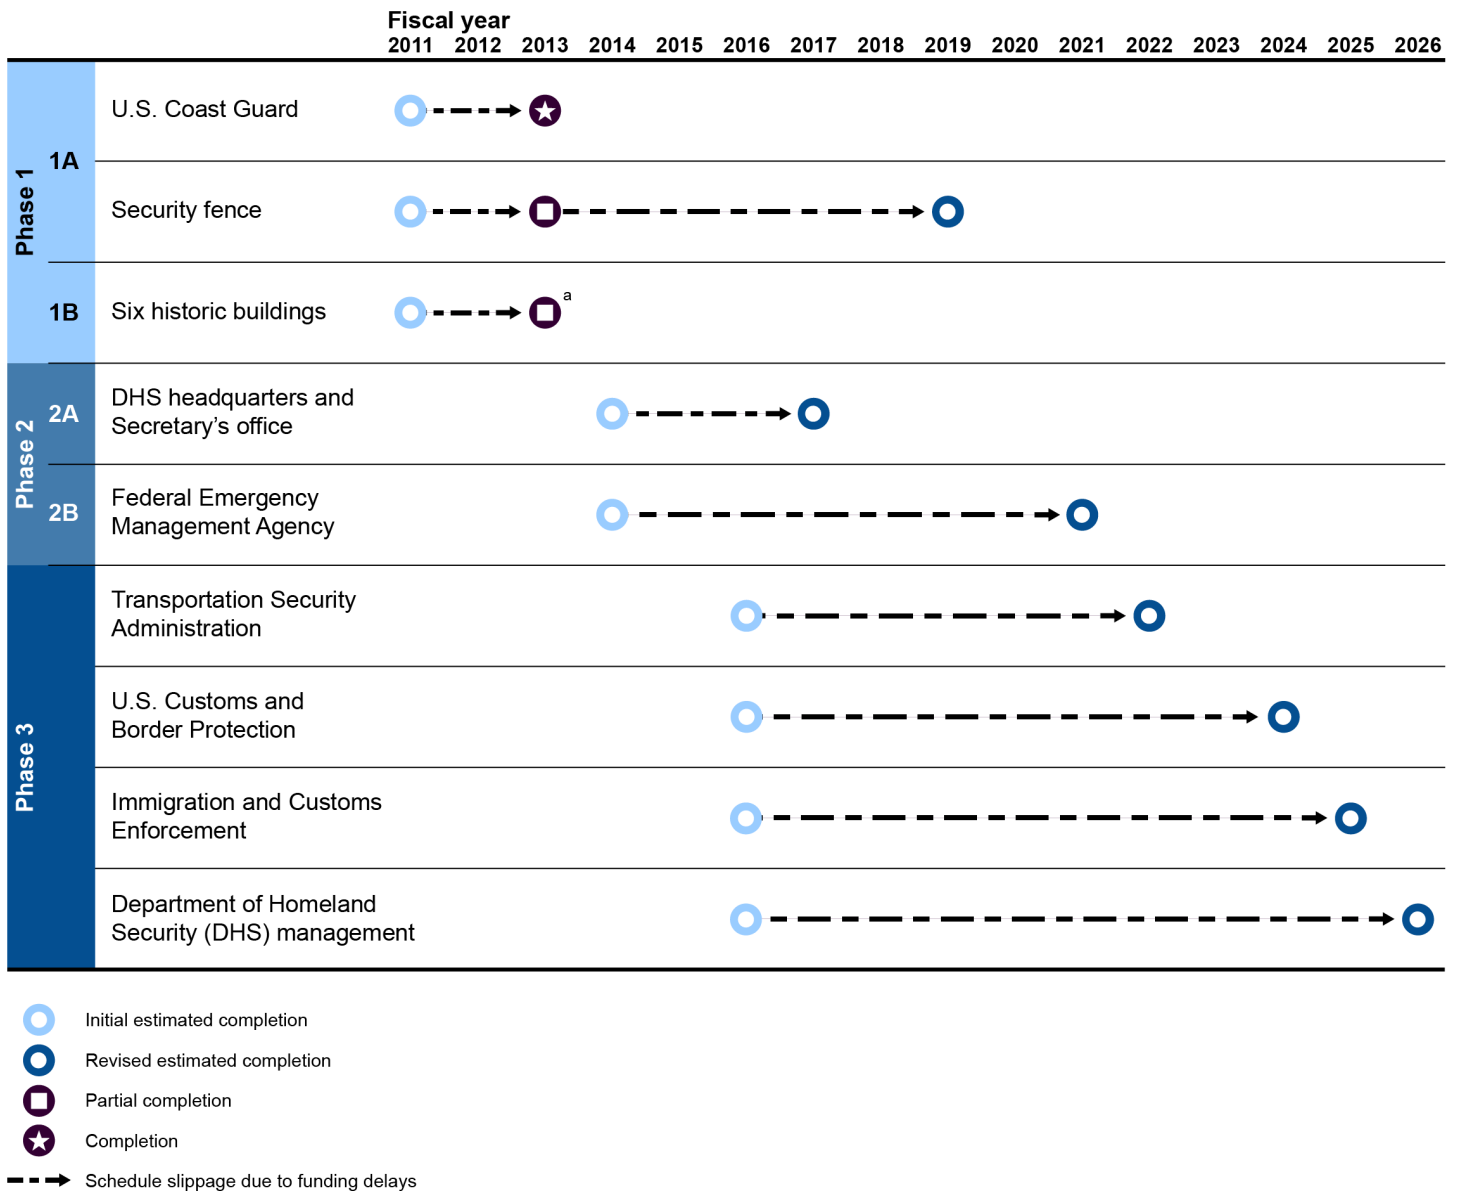 Fiscal year
2011 2012 2013 2014 2015 2016 2017 2018 2019 2020 2021 2022 2023 2024 2025 2026
Phase 1
1A
U.S. Coast Guard
Security fence
1B
Six historic buildings
a
Phase 2
2A
DHS headquarters and
Secretary’s office
2B
Federal Emergency
Management Agency
Phase 3
Transportation Security
Administration
U.S. Customs and
Border Protection
Immigration and Customs
Enforcement
Department of Homeland
Security (DHS) management
Initial estimated completion
Revised estimated completion
Partial completion
Completion
Schedule slippage due to funding delays